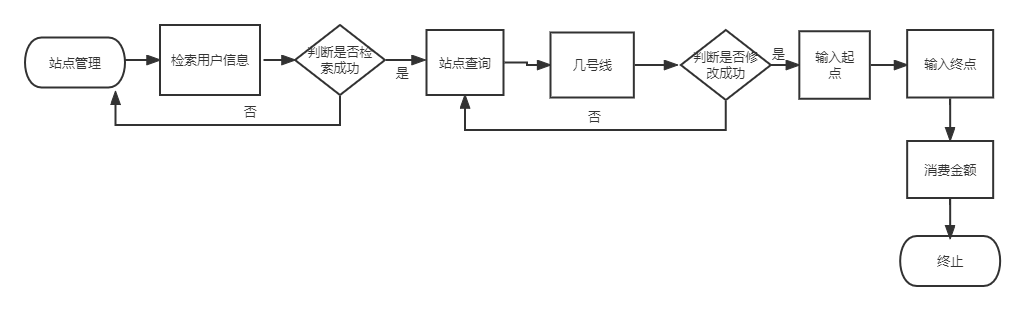 站点管理
检索用户信息
判断是否检
索成功
是
否
站点查询
几号线
判断是否修
改成功
是
否
输入起
点
输入终点
消费金额
终止